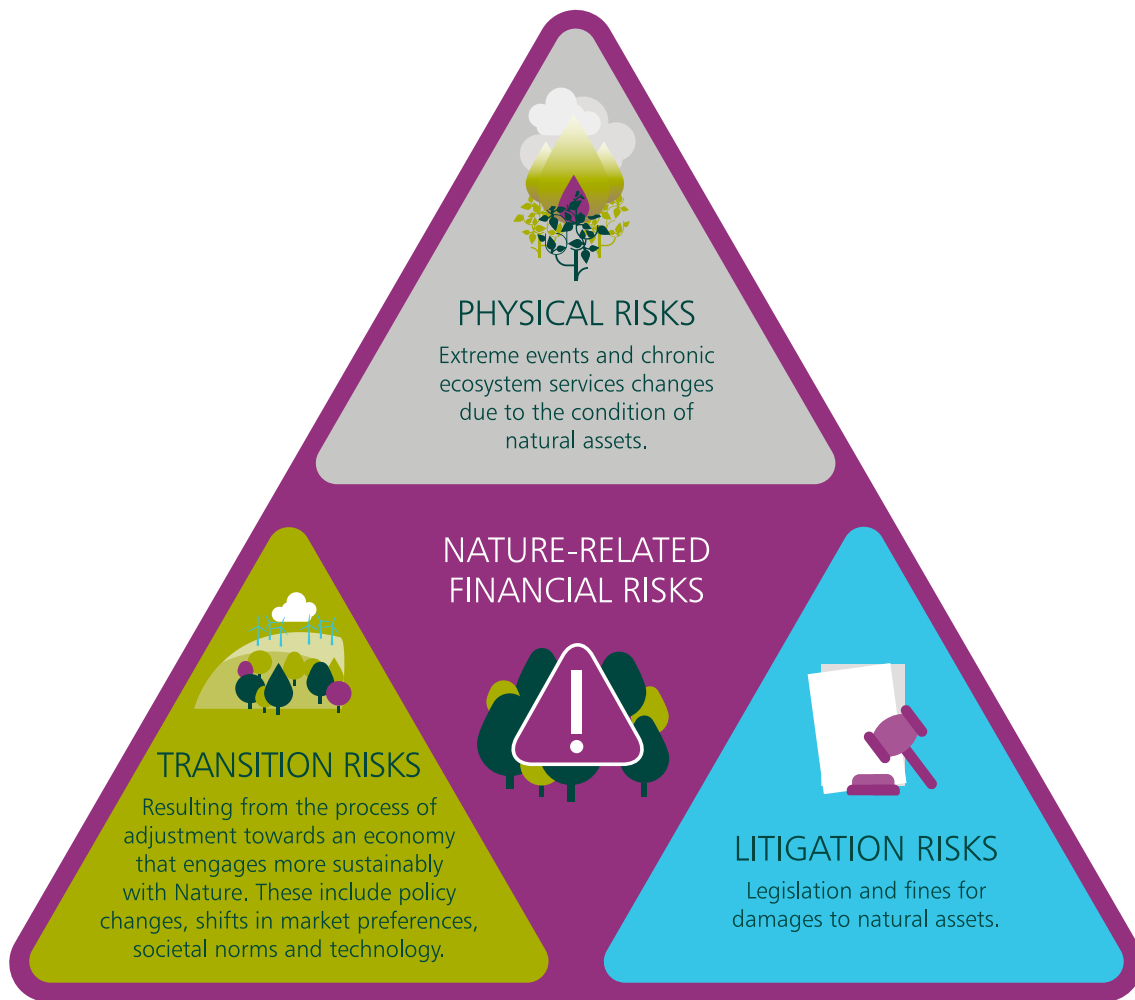 PHYSICAL RISKS
Extreme events and chronic
ecosystem services changes
due to the condition of
natural assets.
NATURE-RELATED
FINANCIAL RISKS
TRANSITION RISKS
Resulting from the process of
adjustment towards an economy
that engages more sustainably
with Nature. These include policy
changes, shifts in market preferences,
societal norms and technology.
LITIGATION RISKS
Legislation and fines for
damages to natural assets.